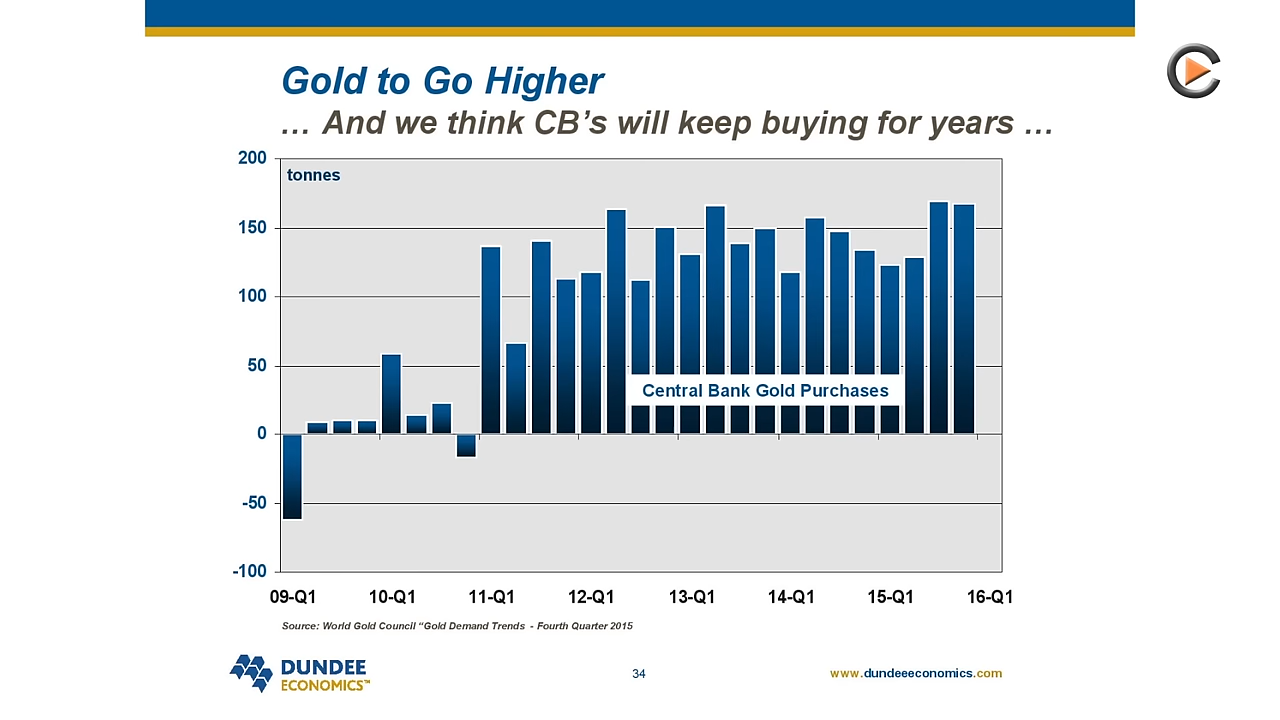 Gold to Go Higher
… And we think CB’s will keep buying for years …
200
tonnes
150
100
50
Central Bank Gold Purchases
0
-50
-100
09-Q1 10-Q1 11-Q1 12-Q1 13-Q1 14-Q1 15-Q1 16-Q1
Source: World Gold Council “Gold Demand Trends - Fourth Quarter 2015
DUNDEE
ECONOMICS™
34
www.dundeeeconomics.com